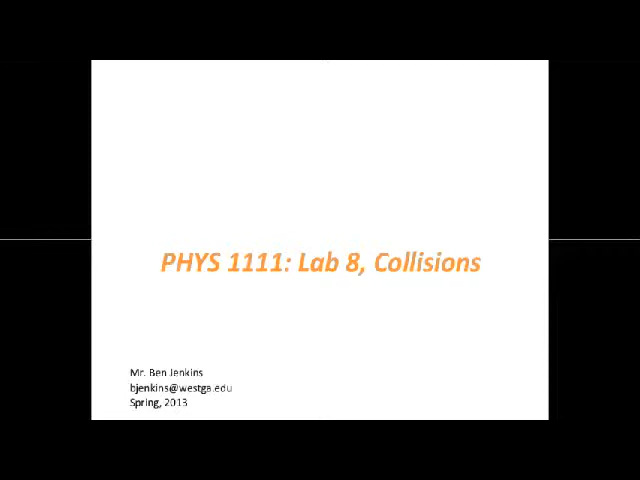 PHYS 1111: Lab 8, Collisions
Mr. Ben Jenkins
bjenkins@westga.edu
Spring, 2013